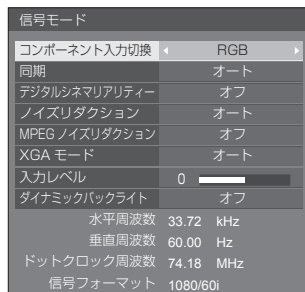 信号モード
コンポーネント入力切換 RGB
同期 オート
デジタルシネマリアリティー オフ
ノイズリダクション オート
MPEG ノイズリダクション オフ
XGA モード オート
入力レベル 0
ダイナミックバックライト オフ
水平周波数 33.72 kHz
垂直周波数 60.00 Hz
ドットクロック周波数 74.18 MHz
信号フォーマット 1080/60i